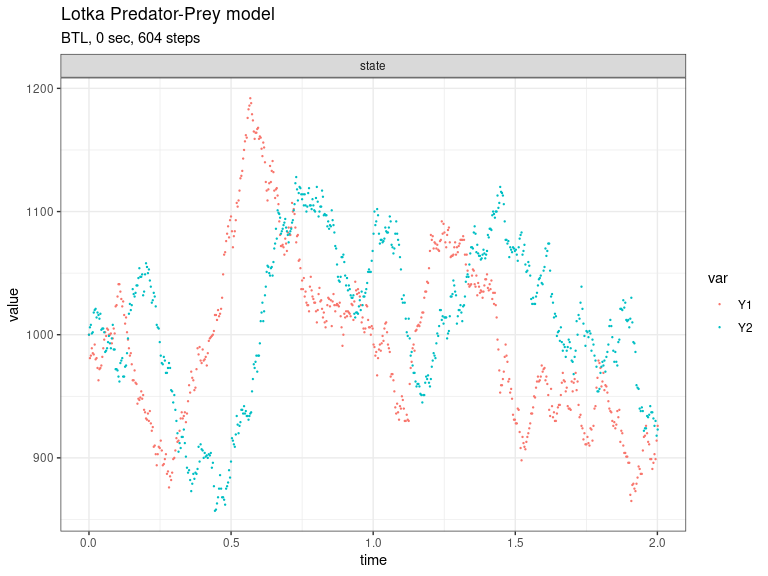 Lotka Predator-Prey model
BTL, 0 sec, 604 steps
state
1200
1100
1000
900
value
0.0 0.5 1.0 1.5 2.0
time
var
Y1
Y2